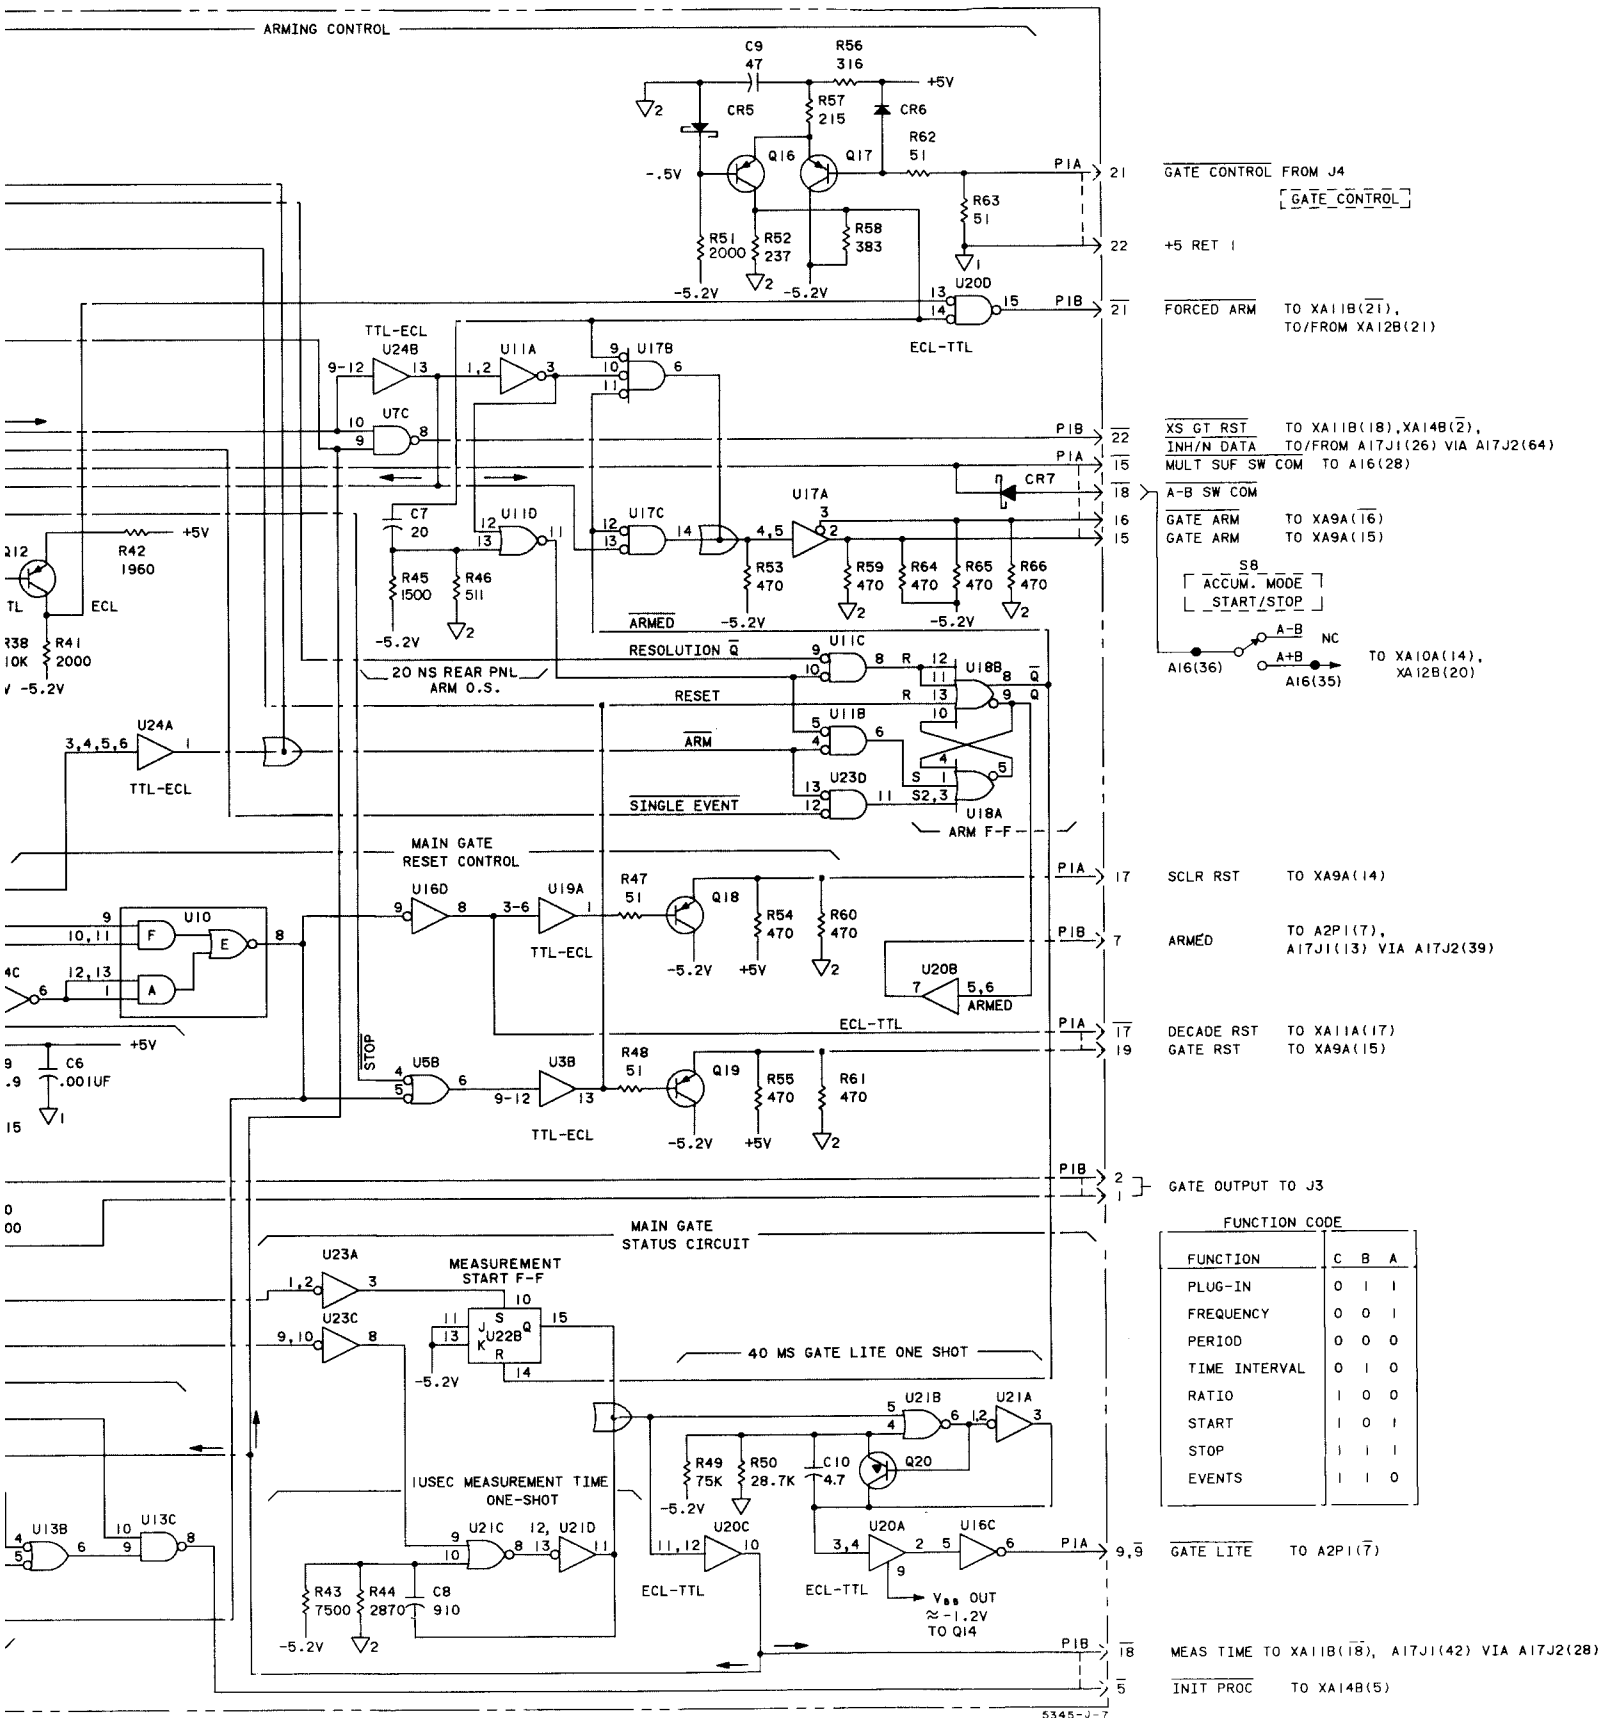 ARMING CONTROL
C9
47
R56
316
+5V
2
CR5
R57
215
CR6
R62
51
Q16
Q17
-.5V
P1A
21
GATE CONTROL FROM J4
GATE CONTROL
R63
51
R51
2000
R52
237
R58
383
22
+5 RET 1
-5.2V
2
-5.2V
1
U20D
13
14
15
P1B
21
FORCED ARM
TO XA11B(21),
TO/FROM XA12B(21)
ECL-TTL
TTL-ECL
U24B
9-12
13
U11A
1,2
3
U17B
9
10
11
6
U7C
10
9
8
P1B
22
XS GT RST
TO XA11B(18),XA14B(2),
INH/N DATA
TO/FROM A17J1(26) VIA A17J2(64)
P1A
15
MULT SUF SW COM TO A16(28)
CR7
18
A-B SW COM
C7
20
U11D
12
13
11
U17C
12
13
14
U17A
4,5
3
2
16
GATE ARM
TO XA9A(16)
15
GATE ARM
TO XA9A(15)
Q12
R42
1960
+5V
TL
ECL
R38
10K
R41
2000
V -5.2V
R45
1500
R46
511
-5.2V
2
R53
470
R59
470
R64
470
R65
470
R66
470
-5.2V
2
-5.2V
2
S8
ACCUM. MODE
START/STOP
A-B
NC
A+B
A16(36)
A16(35)
TO XA10A(14),
XA12B(20)
ARMED
RESOLUTION Q
20 NS REAR PNL
ARM O.S.
RESET
U11C
9
10
8
R
12
11
U18B
8
Q
9
Q
R
13
10
U24A
3,4,5,6
1
TTL-ECL
ARM
U11B
5
4
6
S
4
1
5
U23D
13
12
11
S2,3
SINGLE EVENT
U18A
ARM F-F
MAIN GATE
RESET CONTROL
U16D
9
8
U19A
3-6
1
TTL-ECL
R47
51
Q18
-5.2V
R54
470
+5V
R60
470
2
P1A
17
SCLR RST
TO XA9A(14)
U10
9
10,11
F
E
8
4C
6
12,13
1
A
P1B
7
ARMED
TO A2P1(7),
A17J1(13) VIA A17J2(39)
U20B
7
5,6
ARMED
ECL-TTL
P1A
17
DECADE RST
TO XA11A(17)
19
GATE RST
TO XA9A(15)
9
.9
C6
.001UF
+5V
1
15
STOP
U5B
4
5
6
U3B
9-12
13
TTL-ECL
R48
51
Q19
-5.2V
R55
470
+5V
R61
470
2
P1B
2
1
GATE OUTPUT TO J3
0
00
MAIN GATE
STATUS CIRCUIT
U23A
1,2
3
MEASUREMENT
START F-F
U23C
9,10
8
11
13
J
K
S
10
U22B
Q
15
R
14
-5.2V
FUNCTION CODE
FUNCTION C B A
PLUG-IN 0 1 1
FREQUENCY 0 0 1
PERIOD 0 0 0
TIME INTERVAL 0 1 0
RATIO 1 0 0
START 1 0 1
STOP 1 1 1
EVENTS 1 1 0
40 MS GATE LITE ONE SHOT
U21B
5
4
6
U21A
1,2
3
R49
75K
R50
28.7K
C10
4.7
Q20
-5.2V
1USEC MEASUREMENT TIME
ONE-SHOT
U13B
4
5
6
U13C
10
9
8
U21C
9
10
8
12,
13
U21D
11
U20C
11,12
10
ECL-TTL
U20A
3,4
2
9
ECL-TTL
U16C
5
6
P1A
9,9
GATE LITE
TO A2P1(7)
R43
7500
R44
2870
C8
910
-5.2V
2
VBB OUT
≈ -1.2V
TO Q14
P1B
18
MEAS TIME TO XA11B(18), A17J1(42) VIA A17J2(28)
5
INIT PROC
TO XA14B(5)
5345-J-7